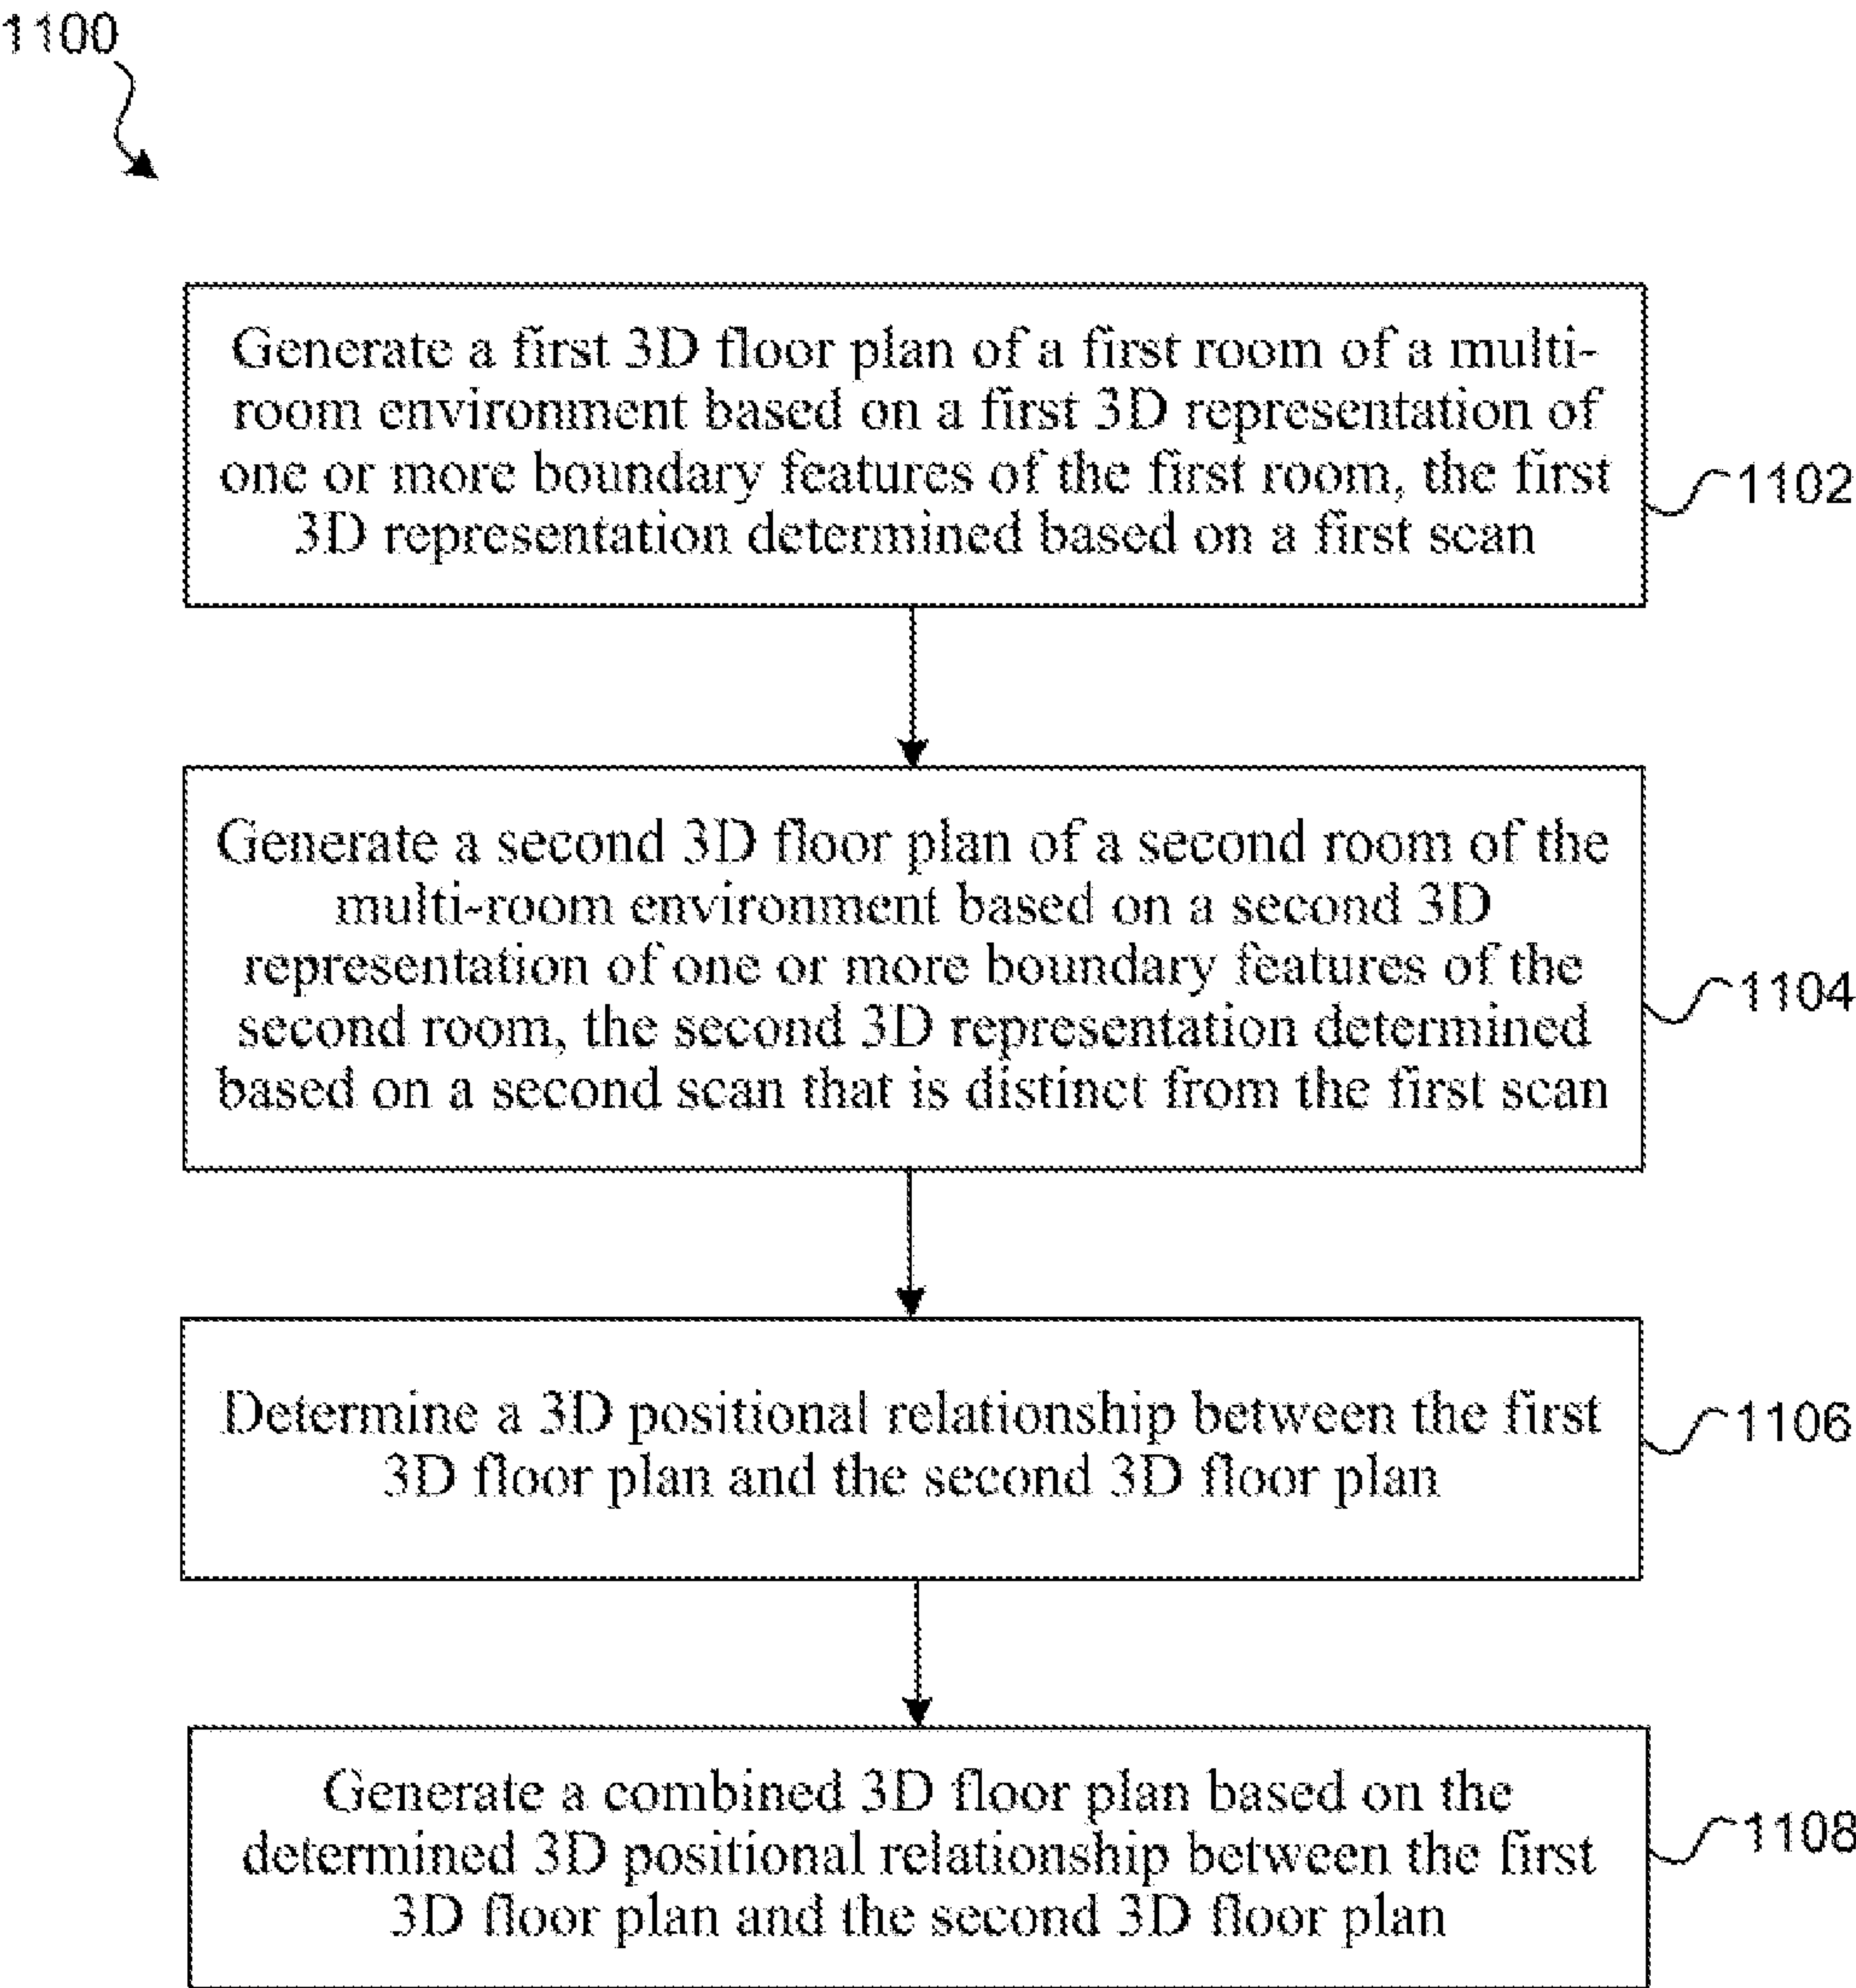 1100
Generate a first 3D floor plan of a first room of a multi-
room environment based on a first 3D representation of
one or more boundary features of the first room, the first
3D representation determined based on a first scan
1102
Generate a second 3D floor plan of a second room of the
multi-room environment based on a second 3D
representation of one or more boundary features of the
second room, the second 3D representation determined
based on a second scan that is distinct from the first scan
1104
Determine a 3D positional relationship between the first
3D floor plan and the second 3D floor plan
1106
Generate a combined 3D floor plan based on the
determined 3D positional relationship between the first
3D floor plan and the second 3D floor plan
1108